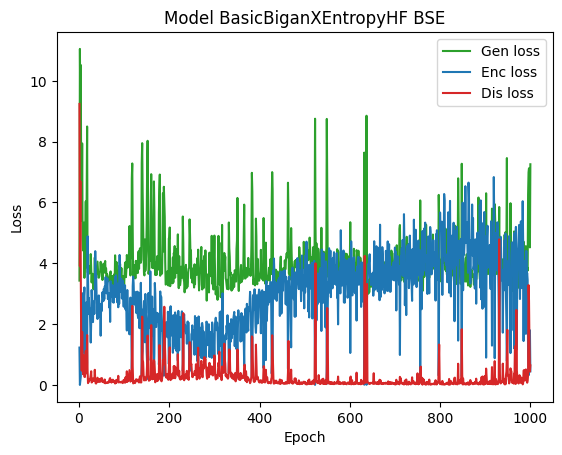 Model BasicBiganXEntropyHF BSE
Gen loss
Enc loss
Dis loss
Loss
10
8
6
4
2
0
0 200 400 600 800 1000
Epoch